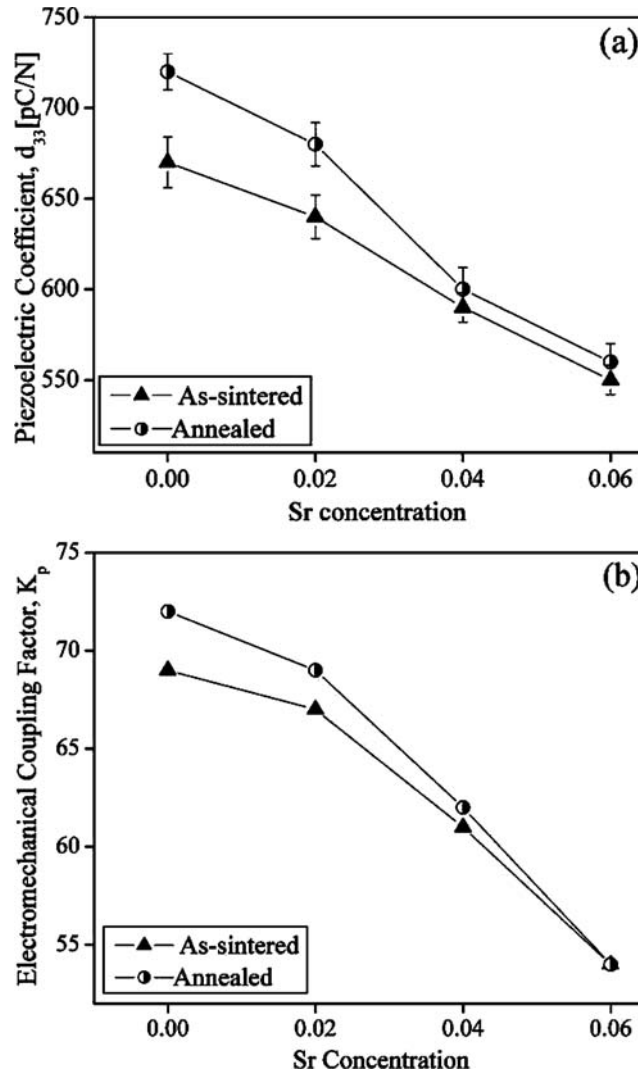 (a)
750
700
650
600
550
Piezoelectric Coefficient, d33[pC/N]
As-sintered
Annealed
0.00 0.02 0.04 0.06
Sr concentration
(b)
75
70
65
60
54
Electromechanical Coupling Factor, Kp
As-sintered
Annealed
0.00 0.02 0.04 0.06
Sr Concentration